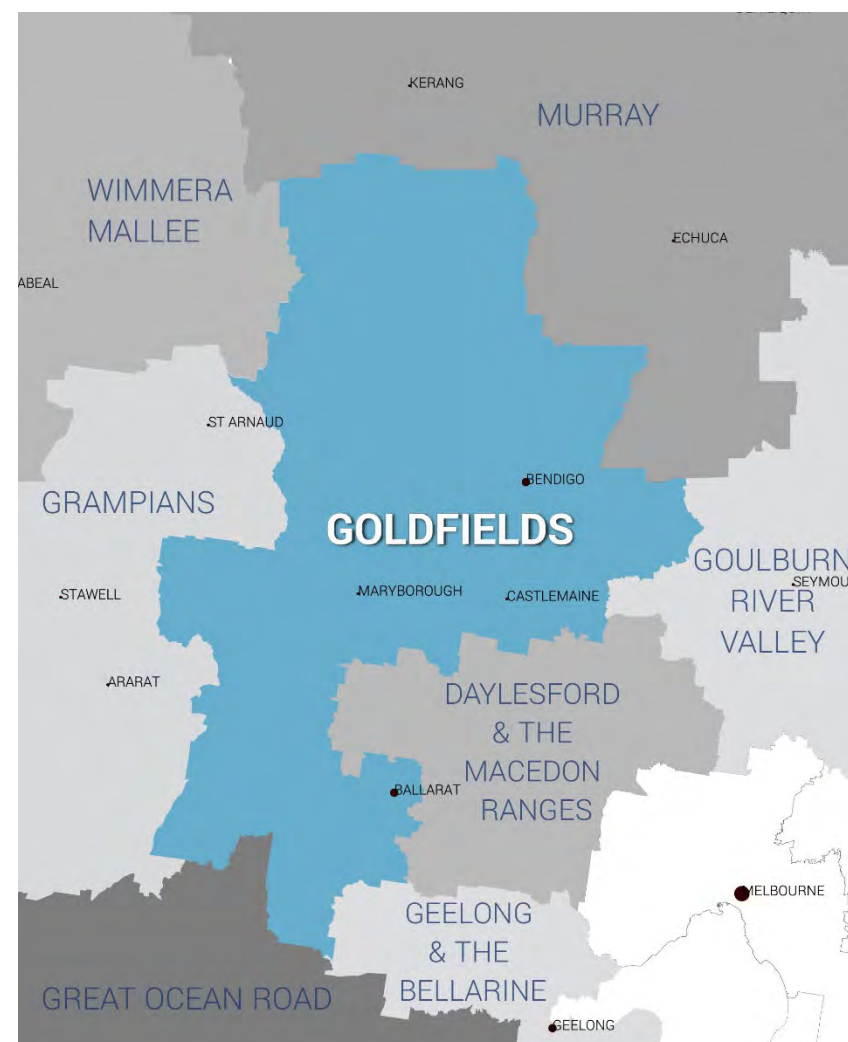 KERANG
MURRAY
WIMMERA
MALLEE
ECHUCA
ABEAL
ST ARNAUD
BENDIGO
GRAMPIANS
GOLDFIELDS
GOULBURN
RIVER
VALLEY
SEYMOU
STAWELL
MARYBOROUGH
CASTLEMAINE
ARARAT
DAYLESFORD
& THE
MACEDON
RANGES
BALLARAT
MELBOURNE
GEELONG
& THE
BELLARINE
GREAT OCEAN ROAD
GEELONG